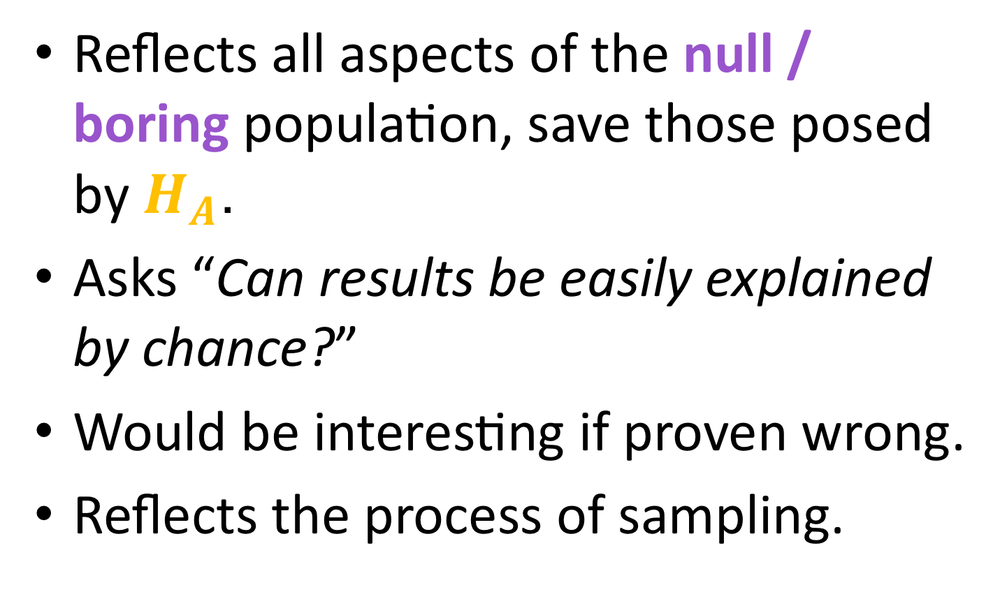 • Reflects all aspects of the null /
boring population, save those posed
by H_A.
• Asks “Can results be easily explained
by chance?”
• Would be interesting if proven wrong.
• Reflects the process of sampling.